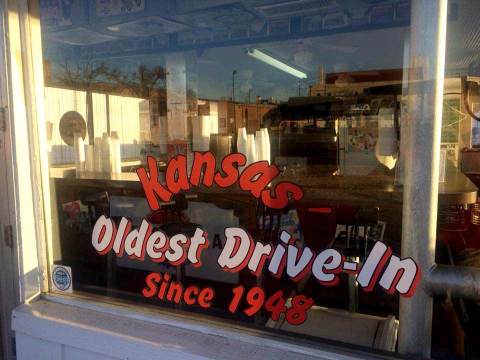 Kansas
Oldest Drive-In
Since 1948